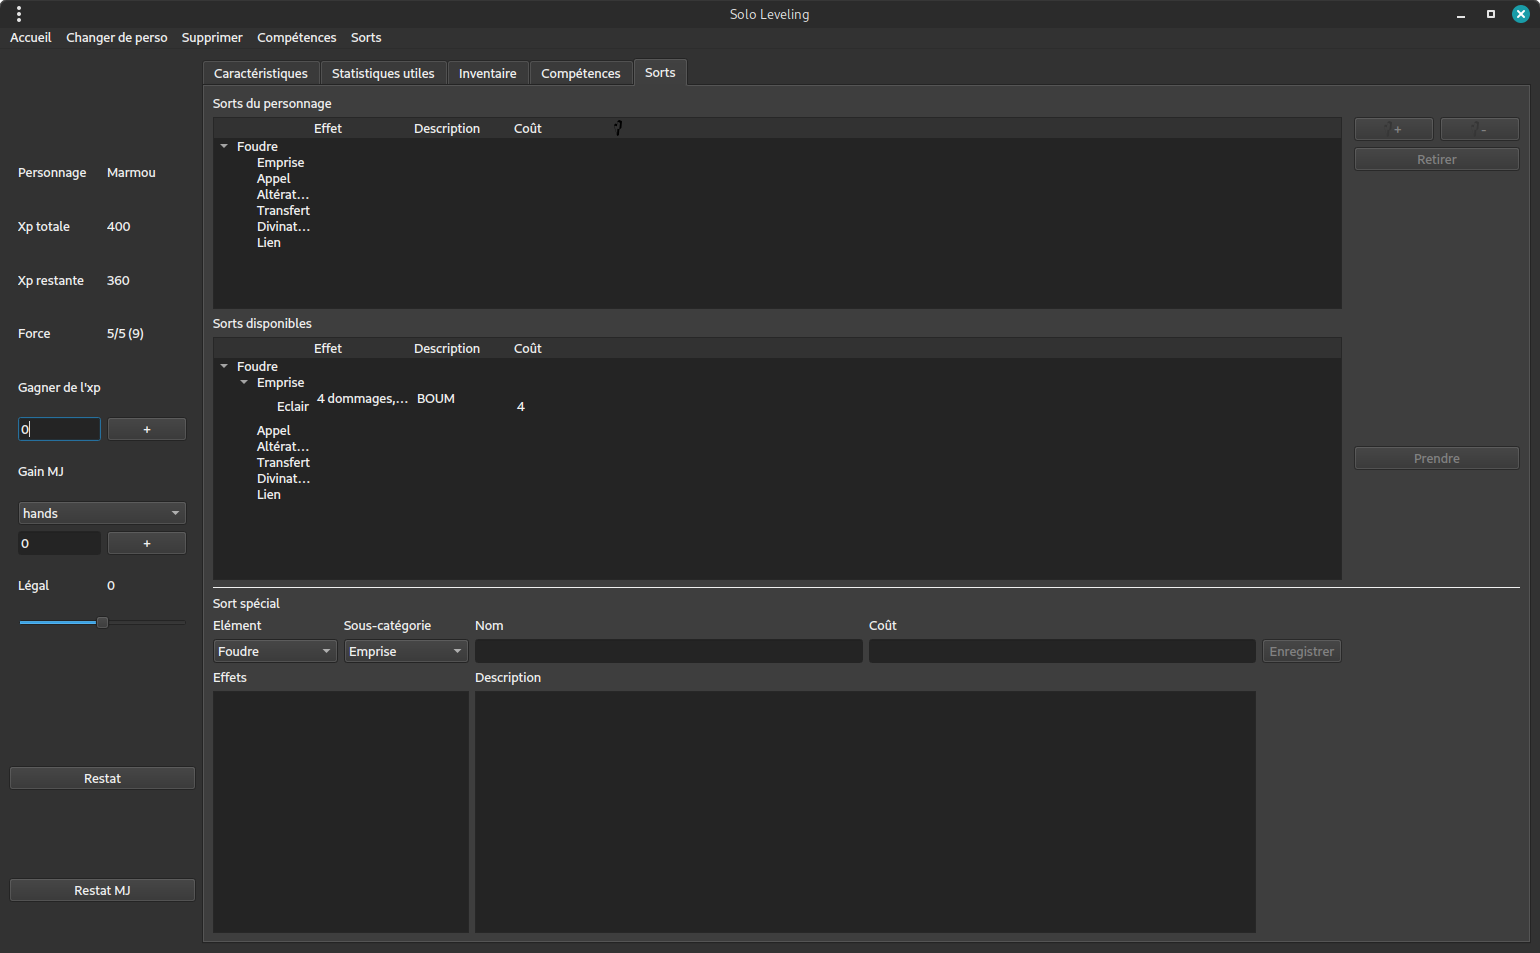 Solo Leveling
Accueil Changer de perso Supprimer Compétences Sorts
Caractéristiques Statistiques utiles Inventaire Compétences Sorts
Sorts du personnage
Effet Description Coût ?
Foudre
Emprise
Appel
Altérat...
Transfert
Divinat...
Lien
+ -
Retirer
Personnage Marmou
Xp totale 400
Xp restante 360
Force 5/5 (9)
Gagner de l'xp
0 +
Gain MJ
hands
0 +
Légal 0
Restat
Restat MJ
Sorts disponibles
Effet Description Coût
Foudre
Emprise
Eclair 4 dommages,... BOUM 4
Appel
Altérat...
Transfert
Divinat...
Lien
Prendre
Sort spécial
Elément Sous-catégorie Nom Coût
Foudre Emprise Enregistrer
Effets Description